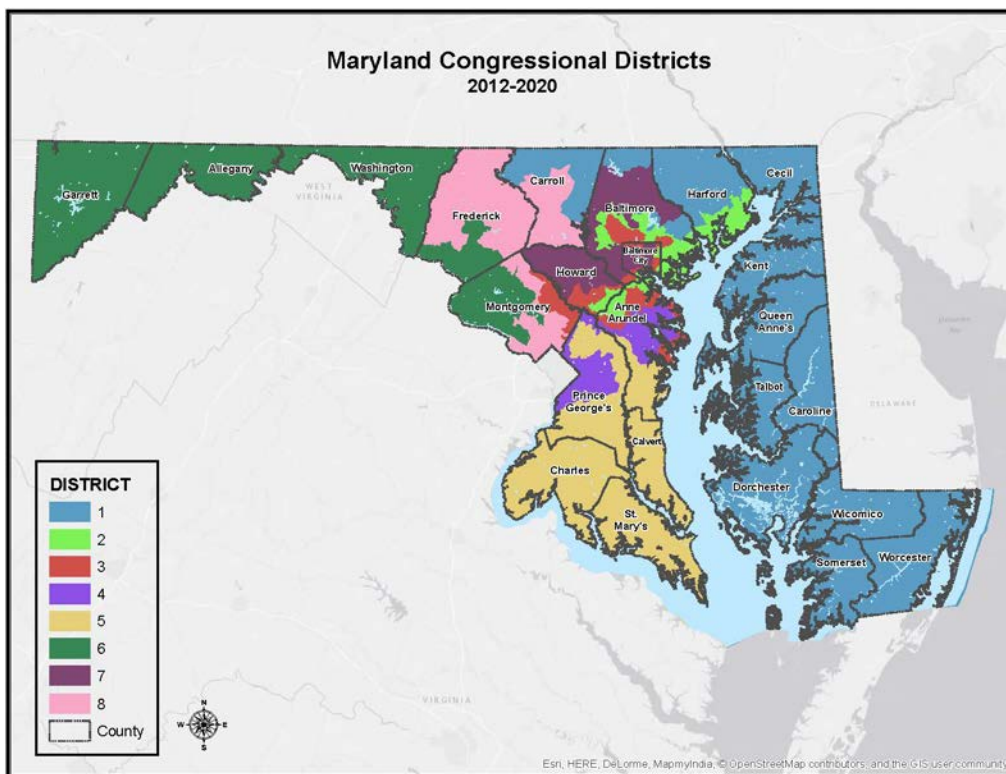 Maryland Congressional Districts
2012-2020
Garrett
Allegany
Washington
Frederick
Carroll
Baltimore
Harford
Cecil
WEST
VIRGINIA
Baltimore
City
Howard
Kent
Montgomery
Anne
Arundel
Queen
Anne's
Talbot
Caroline
DELAWARE
Prince
George's
Calvert
Charles
St.
Mary's
Dorchester
Wicomico
Somerset
Worcester
DISTRICT
1
2
3
4
5
6
7
8
County
N
W
E
S
VIRGINIA
Esri, HERE, DeLorme, MapmyIndia, © OpenStreetMap contributors, and the GIS user communit